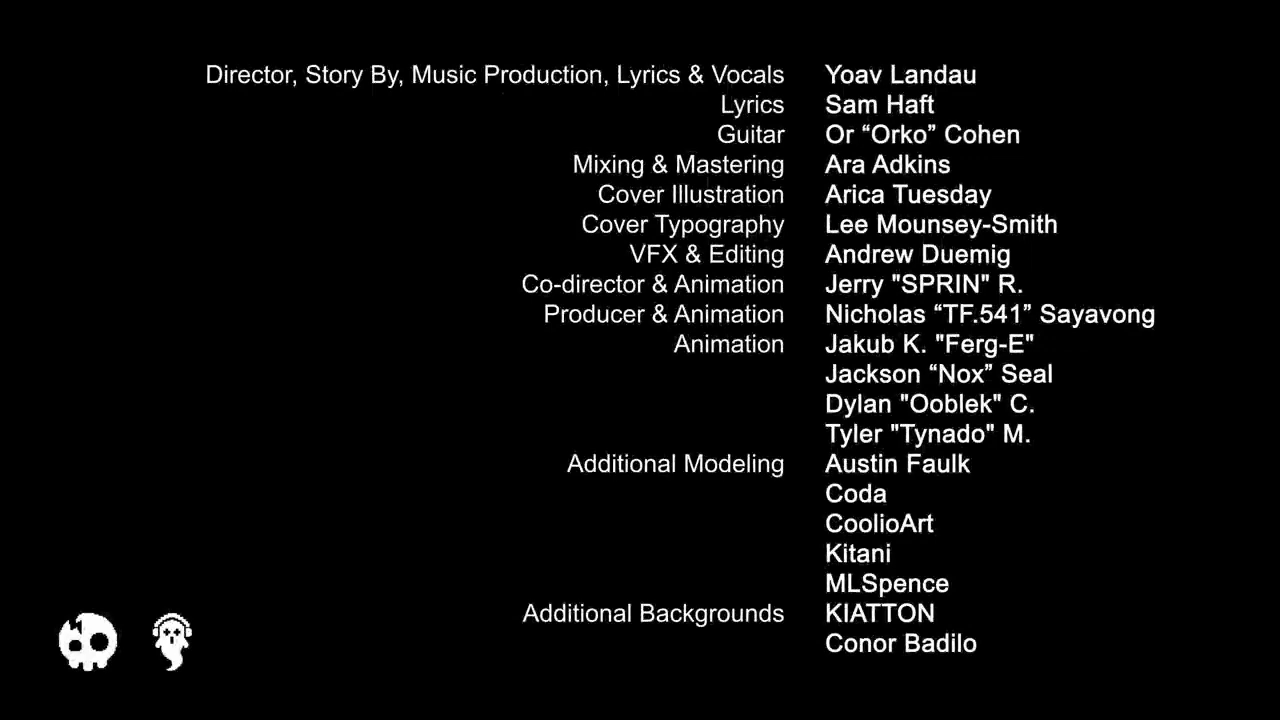 Director, Story By, Music Production, Lyrics & Vocals Yoav Landau
Lyrics Sam Haft
Guitar Or “Orko” Cohen
Mixing & Mastering Ara Adkins
Cover Illustration Arica Tuesday
Cover Typography Lee Mounsey-Smith
VFX & Editing Andrew Duemig
Co-director & Animation Jerry "SPRIN" R.
Producer & Animation Nicholas “TF.541” Sayavong
Animation Jakub K. "Ferg-E"
Jackson “Nox” Seal
Dylan "Ooblek" C.
Tyler "Tynado" M.
Additional Modeling Austin Faulk
Coda
CoolioArt
Kitani
MLSpence
Additional Backgrounds KIATTON
Conor Badilo